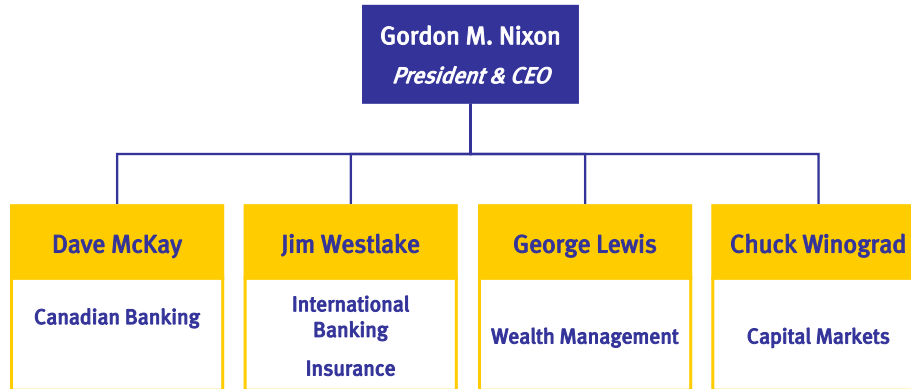 Gordon M. Nixon
President & CEO
Dave McKay
Jim Westlake
George Lewis
Chuck Winograd
Canadian Banking
International
Banking
Insurance
Wealth Management
Capital Markets